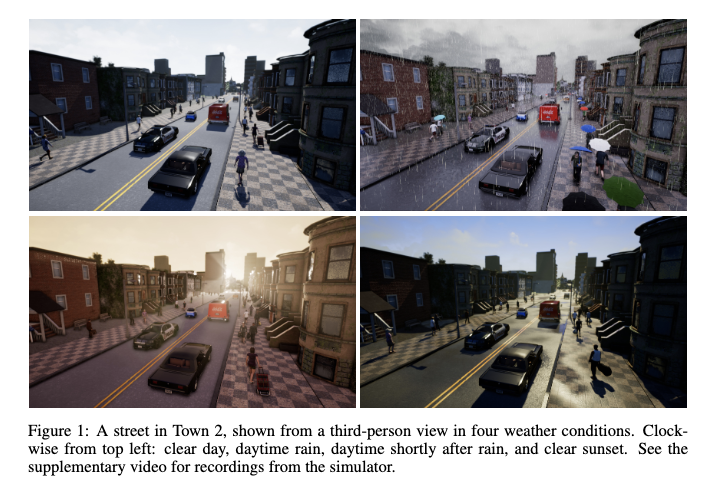 Figure 1: A street in Town 2, shown from a third-person view in four weather conditions. Clock-
wise from top left: clear day, daytime rain, daytime shortly after rain, and clear sunset. See the
supplementary video for recordings from the simulator.